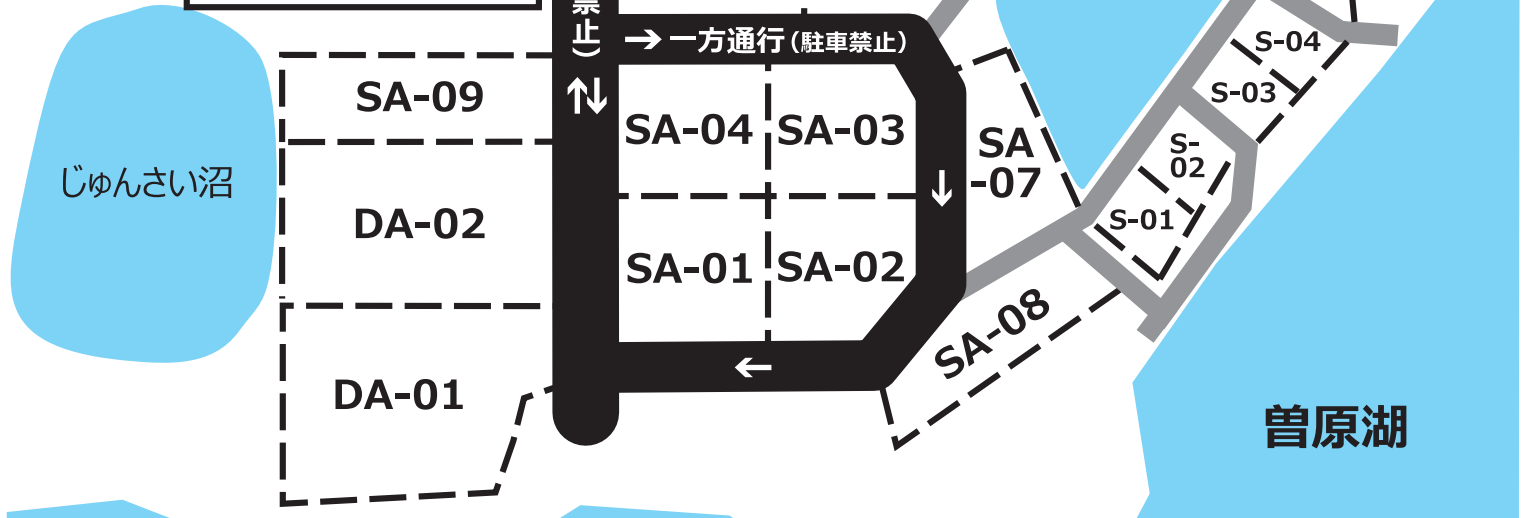 禁止)
→ 一方通行(駐車禁止)
S-04
SA-09
S-03
SA-04
SA-03
SA
-07
S-
02
じゅんさい沼
DA-02
S-01
SA-01
SA-02
SA-08
DA-01
曽原湖